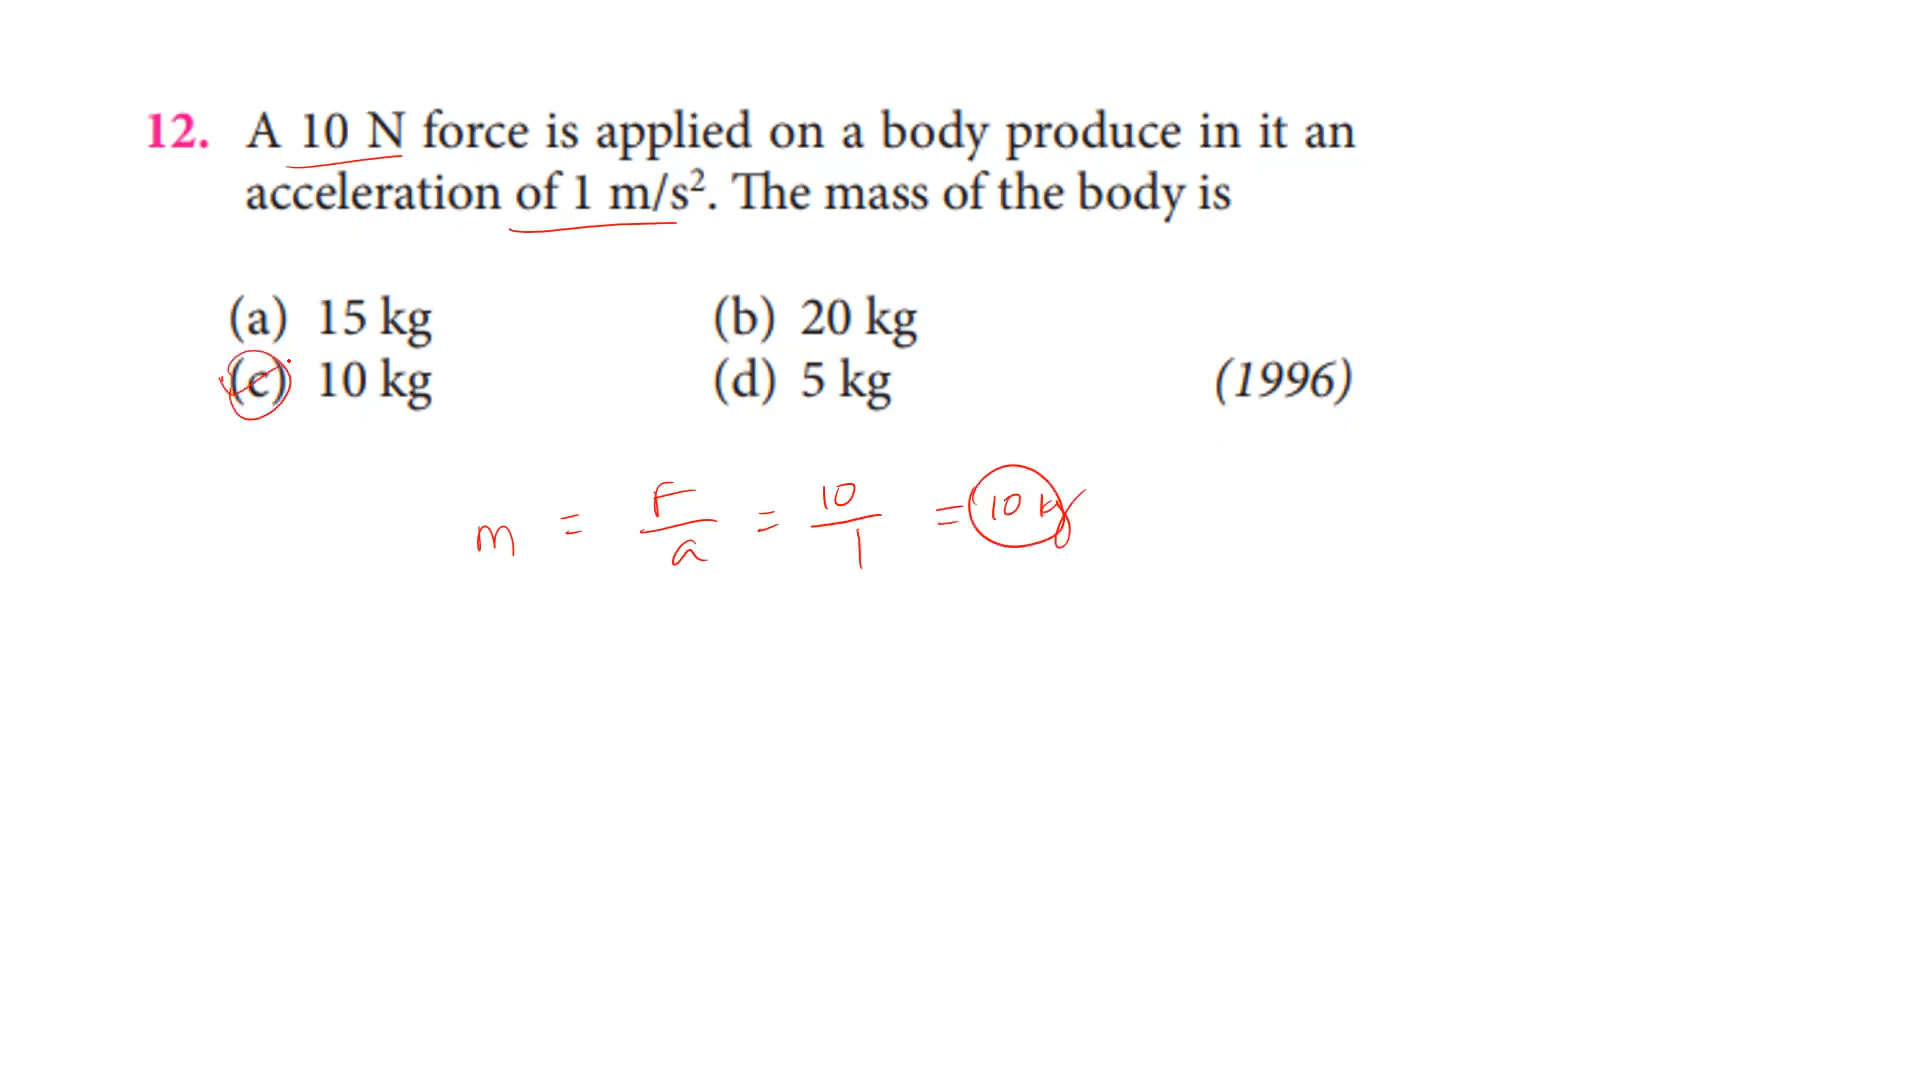 12. A 10 N force is applied on a body produce in it an
acceleration of 1 m/s². The mass of the body is
(a) 15 kg (b) 20 kg
(c) 10 kg (d) 5 kg (1996)
m = F/a = 10/1 = 10 kg